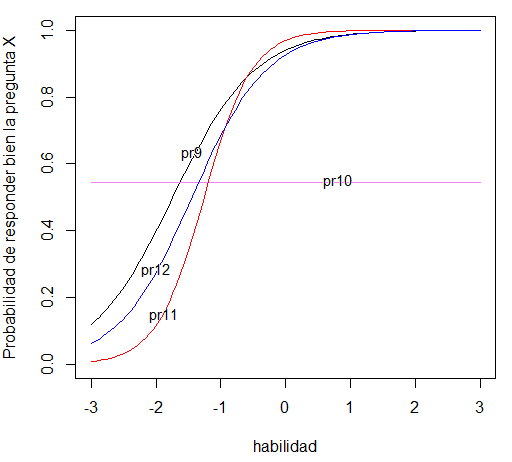 Probabilidad de responder bien la pregunta X
1.0
0.8
0.6
0.4
0.2
0.0
pr9
pr10
pr12
pr11
-3 -2 -1 0 1 2 3
habilidad